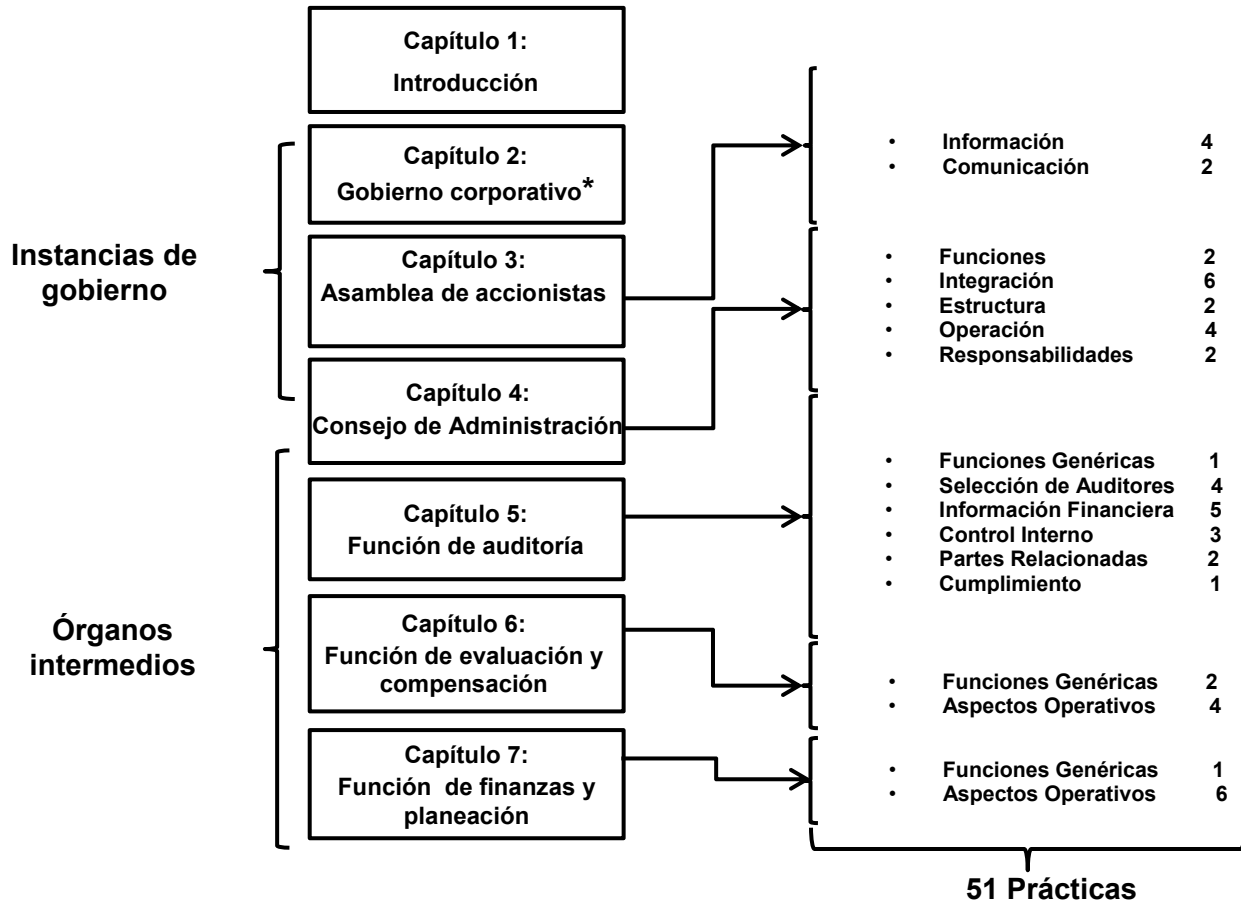 Capítulo 1:
Introducción
Capítulo 2:
Gobierno corporativo*
Capítulo 3:
Asamblea de accionistas
Capítulo 4:
Consejo de Administración
Capítulo 5:
Función de auditoría
Capítulo 6:
Función de evaluación y
compensación
Capítulo 7:
Función de finanzas y
planeación
Instancias de
gobierno
Órganos
intermedios
• Información 4
• Comunicación 2
• Funciones 2
• Integración 6
• Estructura 2
• Operación 4
• Responsabilidades 2
• Funciones Genéricas 1
• Selección de Auditores 4
• Información Financiera 5
• Control Interno 3
• Partes Relacionadas 2
• Cumplimiento 1
• Funciones Genéricas 2
• Aspectos Operativos 4
• Funciones Genéricas 1
• Aspectos Operativos 6
51 Prácticas